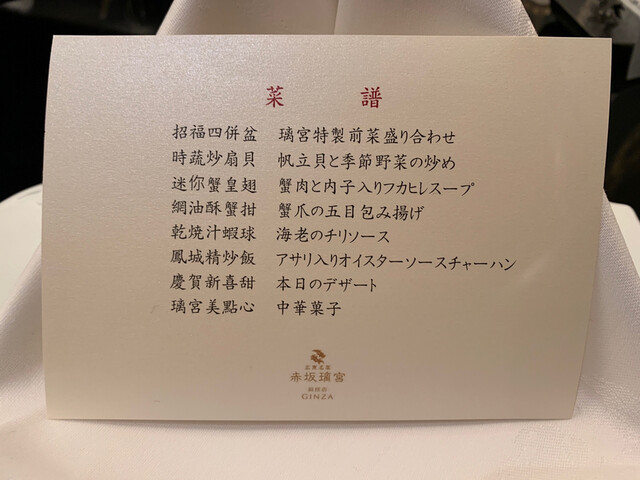 菜 譜
招福四併盆 璃宮特製前菜盛り合わせ
時蔬炒扇貝 帆立貝と季節野菜の炒め
迷你蟹皇翅 蟹肉と内子入りフカヒレスープ
網油酥蟹拑 蟹爪の五目包み揚げ
乾焼汁蝦球 海老のチリソース
鳳城精炒飯 アサリ入りオイスターソースチャーハン
慶賀新喜甜 本日のデザート
璃宮美點心 中華菓子
赤坂璃宮
銀座店
GINZA